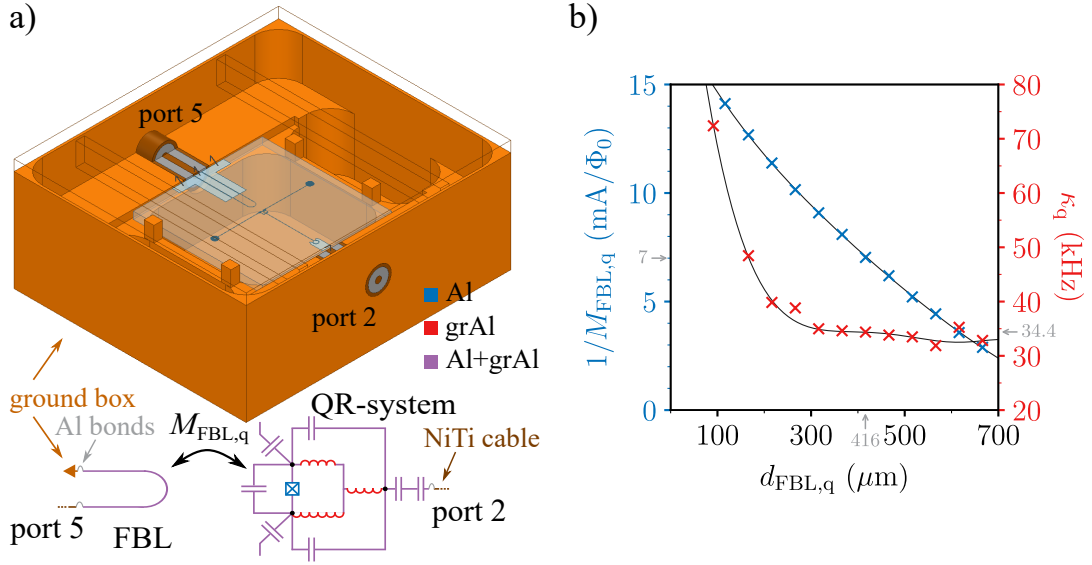 a)
port 5
port 2
Al
grAl
Al+grAl
ground box
Al bonds
M_FBL,q
QR-system
NiTi cable
port 5
FBL
port 2
b)
15
10
5
0
7
1/M_FBL,q (mA/Φ₀)
80
70
60
50
40
30
20
34.4
κ_q (kHz)
100
300
500
700
416
d_FBL,q (μm)